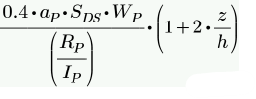 0.4•a_P•S_DS•W_P / (R_P / I_P) • (1+2•z/h)